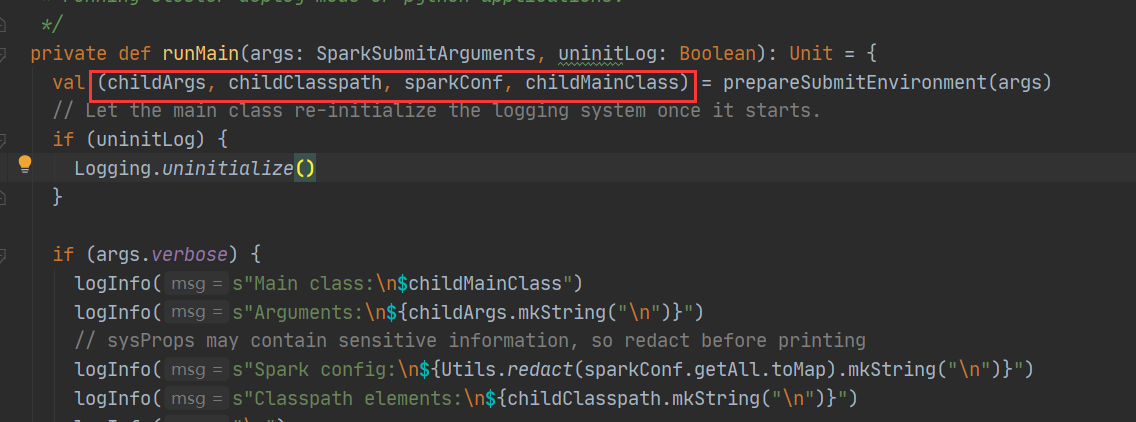 running cluster deploy mode or python applications.
*/
private def runMain(args: SparkSubmitArguments, uninitLog: Boolean): Unit = {
val (childArgs, childClasspath, sparkConf, childMainClass) = prepareSubmitEnvironment(args)
// Let the main class re-initialize the logging system once it starts.
if (uninitLog) {
Logging.uninitialize()
}
if (args.verbose) {
logInfo( msg = s"Main class:\n$childMainClass")
logInfo( msg = s"Arguments:\n${childArgs.mkString("\n")}")
// sysProps may contain sensitive information, so redact before printing
logInfo( msg = s"Spark config:\n${Utils.redact(sparkConf.getAll.toMap).mkString("\n")}")
logInfo( msg = s"Classpath elements:\n${childClasspath.mkString("\n")}")